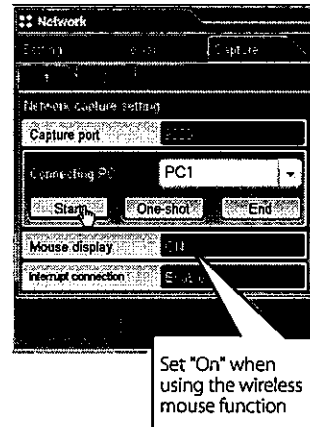 Network
Capture
Network capture setting
Capture port
Connecting PC PC1
Start One-shot End
Mouse display ON
Interrupt connection
Set "On" when
using the wireless
mouse function